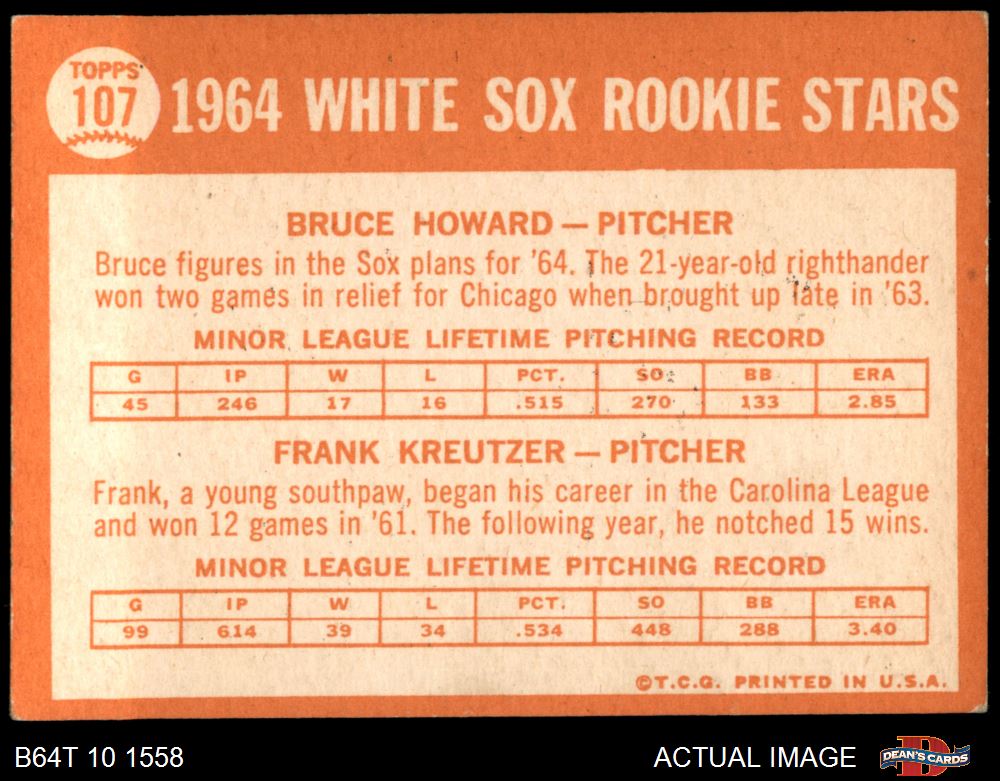 TOPPS
107
1964 WHITE SOX ROOKIE STARS
BRUCE HOWARD — PITCHER
Bruce figures in the Sox plans for '64. The 21-year-old righthander
won two games in relief for Chicago when brought up late in '63.
MINOR LEAGUE LIFETIME PITCHING RECORD
G IP W L PCT. SO BB ERA
45 246 17 16 .515 270 133 2.85
FRANK KREUTZER — PITCHER
Frank, a young southpaw, began his career in the Carolina League
and won 12 games in '61. The following year, he notched 15 wins.
MINOR LEAGUE LIFETIME PITCHING RECORD
G IP W L PCT. SO BB ERA
99 614 39 34 .534 448 288 3.40
©T.C.G. PRINTED IN U.S.A.
B64T 10 1558
ACTUAL IMAGE
DEAN'S CARDS